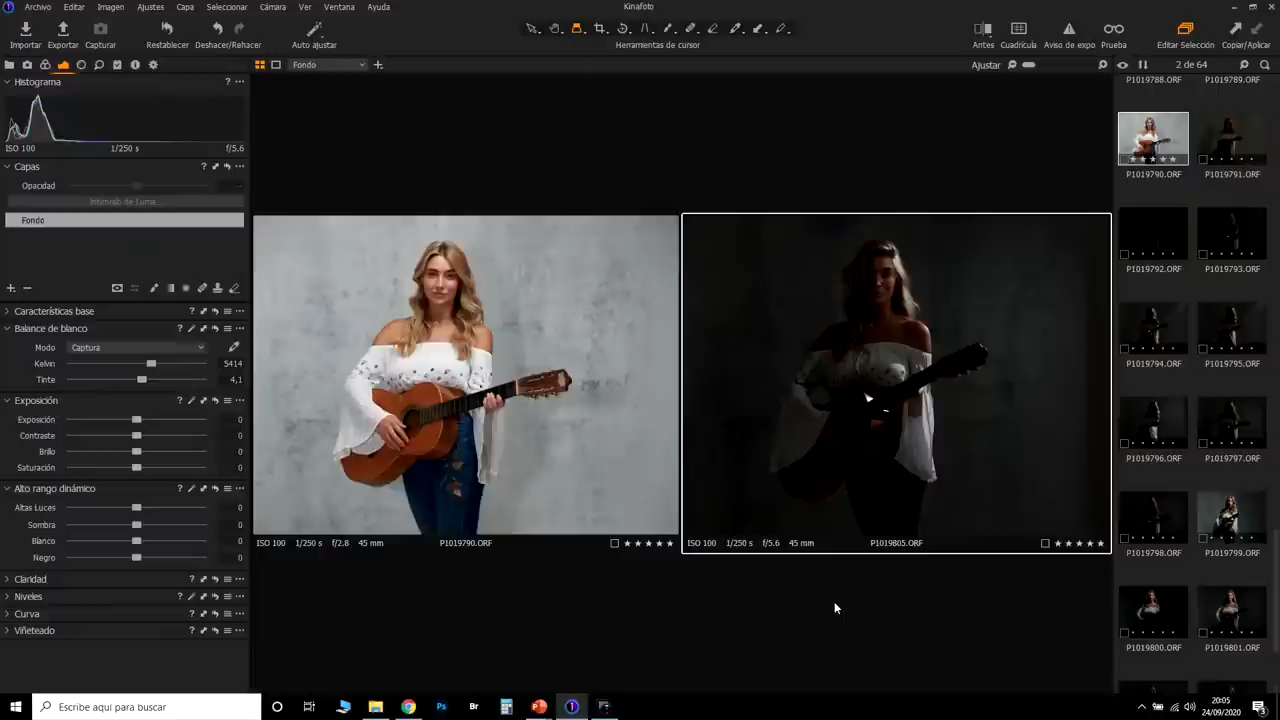 Archivo Editar Imagen Ajustes Capa Seleccionar Cámara Ver Ventana Ayuda
Kinafoto
Importar Exportar Capturar Restablecer Deshacer/Rehacer Auto ajustar
Herramientas de cursor
Antes Cuadrícula Aviso de expo Prueba Editar Selección Copiar/Aplicar
Fondo
Ajustar
2 de 64
Histograma
ISO 100 1/250 s f/5.6
Capas
Opacidad
Intervalo de Luma...
Fondo
Características base
Balance de blanco
Modo Captura
Kelvin 5414
Tinte 4,1
Exposición
Exposición 0
Contraste 0
Brillo 0
Saturación 0
Alto rango dinámico
Altas Luces 0
Sombra 0
Blanco 0
Negro 0
Claridad
Niveles
Curva
Viñeteado
ISO 100 1/250 s f/2.8 45 mm P1019790.ORF
ISO 100 1/250 s f/5.6 45 mm P1019805.ORF
P1019788.ORF P1019789.ORF
P1019790.ORF P1019791.ORF
P1019792.ORF P1019793.ORF
P1019794.ORF P1019795.ORF
P1019796.ORF P1019797.ORF
P1019798.ORF P1019799.ORF
P1019800.ORF P1019801.ORF
Escribe aquí para buscar
Ps
Br
20:05
24/09/2020